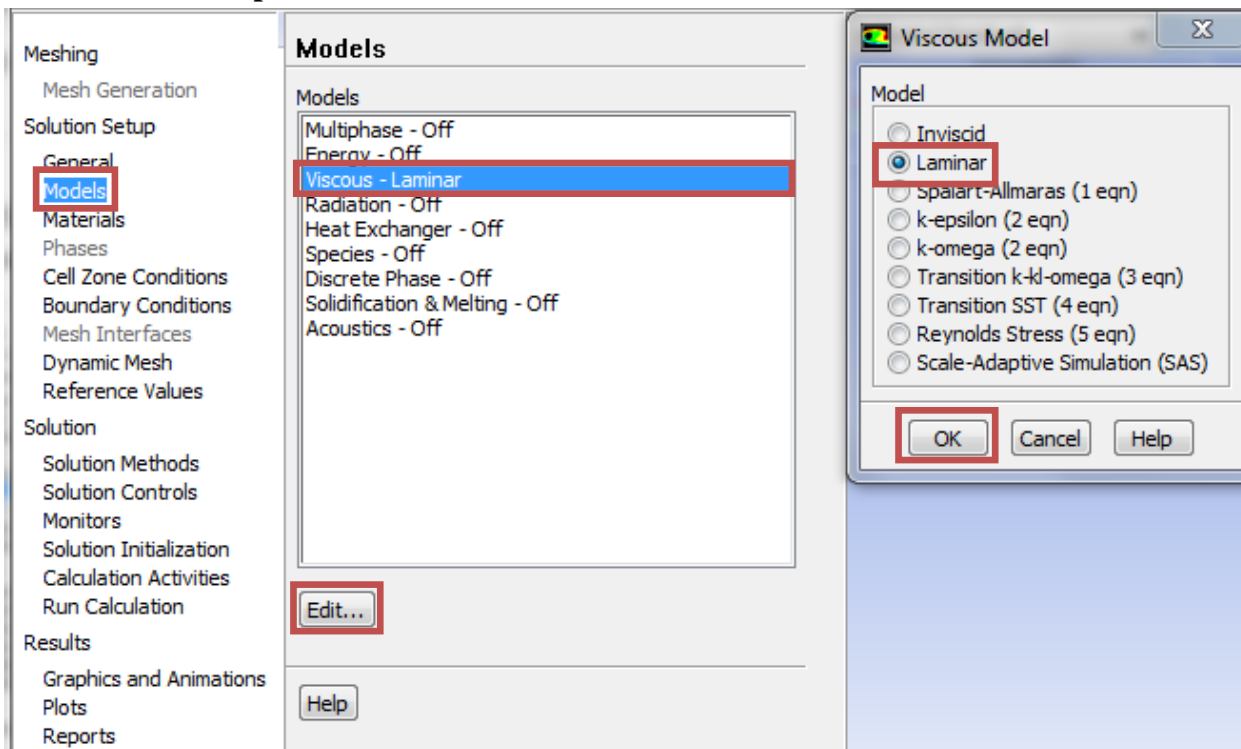 Meshing
Mesh Generation
Solution Setup
General
Models
Materials
Phases
Cell Zone Conditions
Boundary Conditions
Mesh Interfaces
Dynamic Mesh
Reference Values
Solution
Solution Methods
Solution Controls
Monitors
Solution Initialization
Calculation Activities
Run Calculation
Results
Graphics and Animations
Plots
Reports
Models
Models
Multiphase - Off
Energy - Off
Viscous - Laminar
Radiation - Off
Heat Exchanger - Off
Species - Off
Discrete Phase - Off
Solidification & Melting - Off
Acoustics - Off
Edit...
Help
Viscous Model
Model
Inviscid
Laminar
Spalart-Allmaras (1 eqn)
k-epsilon (2 eqn)
k-omega (2 eqn)
Transition k-kl-omega (3 eqn)
Transition SST (4 eqn)
Reynolds Stress (5 eqn)
Scale-Adaptive Simulation (SAS)
OK Cancel Help